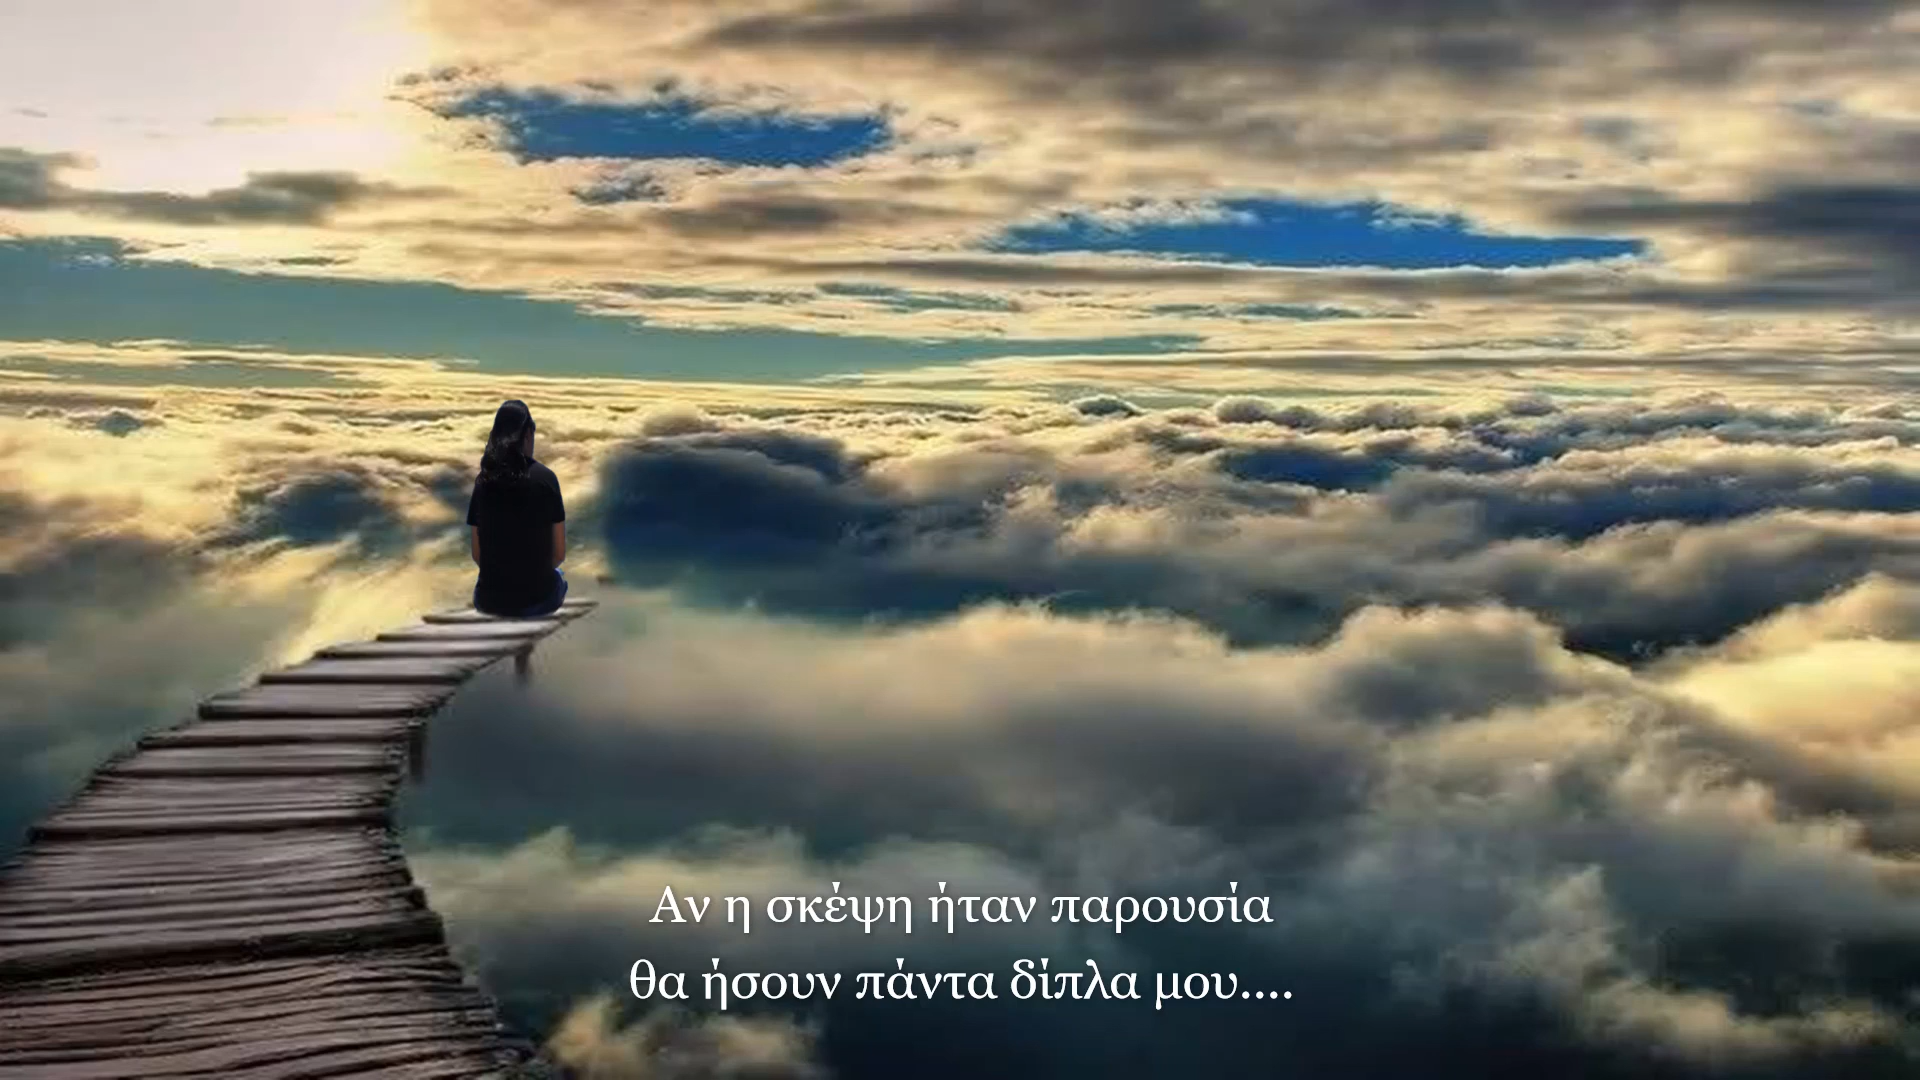 Αν η σκέψη ήταν παρουσία
θα ήσουν πάντα δίπλα μου....